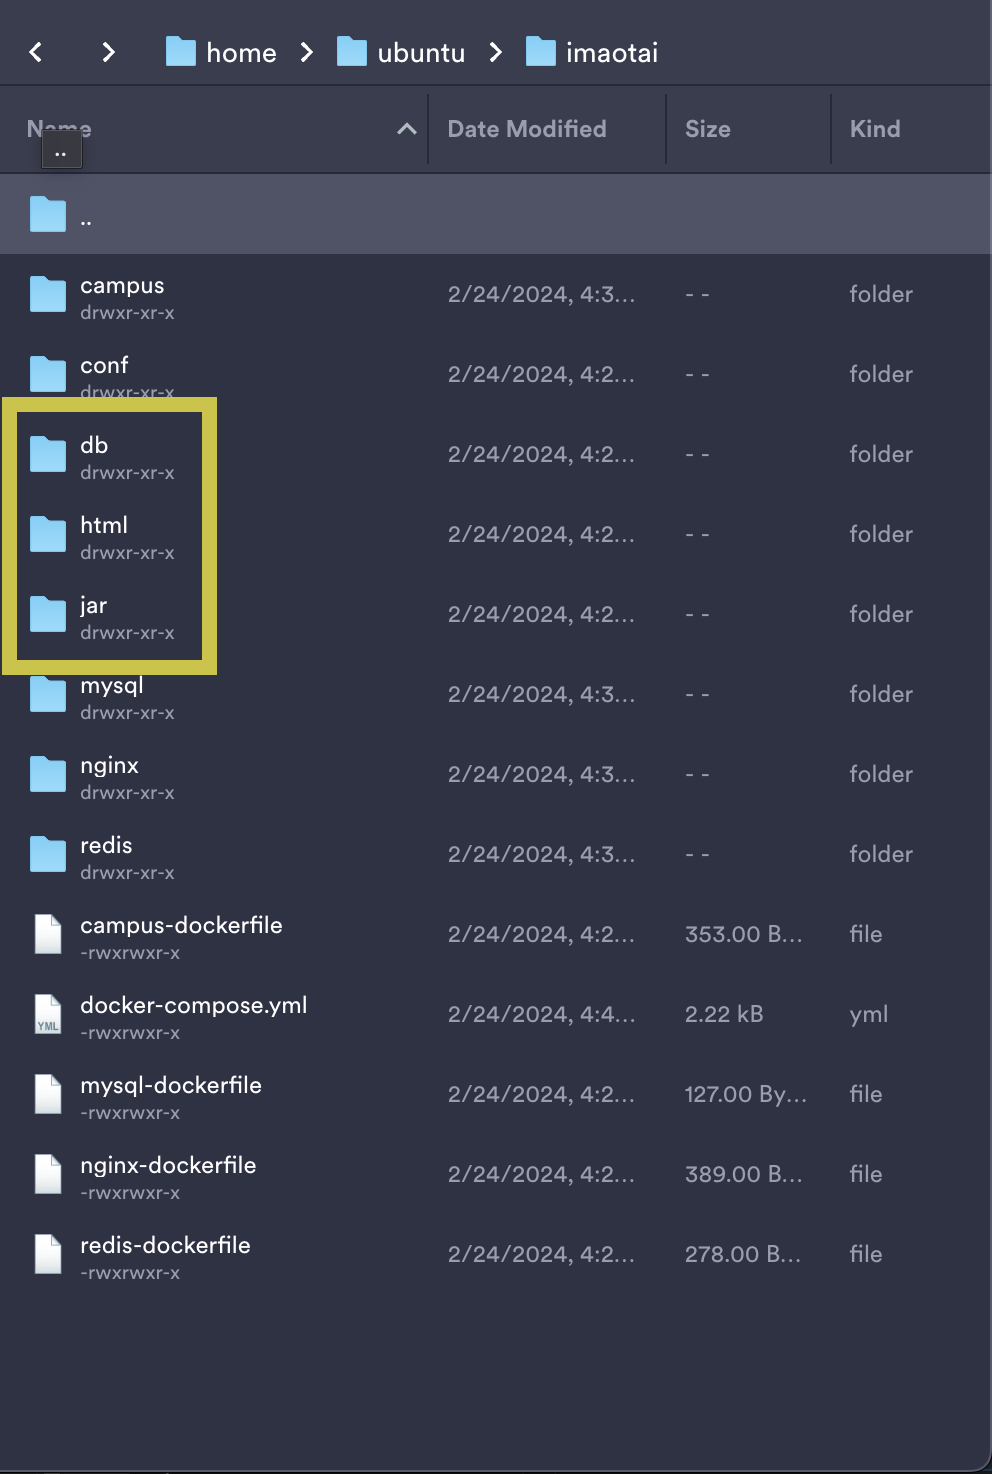 home > ubuntu > imaotai
Name Date Modified Size Kind
..
..
campus 2/24/2024, 4:3... - - folder
drwxr-xr-x
conf 2/24/2024, 4:2... - - folder
drwxr-xr-x
db 2/24/2024, 4:2... - - folder
drwxr-xr-x
html 2/24/2024, 4:2... - - folder
drwxr-xr-x
jar 2/24/2024, 4:2... - - folder
drwxr-xr-x
mysql 2/24/2024, 4:3... - - folder
drwxr-xr-x
nginx 2/24/2024, 4:3... - - folder
drwxr-xr-x
redis 2/24/2024, 4:3... - - folder
drwxr-xr-x
campus-dockerfile 2/24/2024, 4:2... 353.00 B... file
-rwxrwxr-x
docker-compose.yml 2/24/2024, 4:4... 2.22 kB yml
YML
-rwxrwxr-x
mysql-dockerfile 2/24/2024, 4:2... 127.00 By... file
-rwxrwxr-x
nginx-dockerfile 2/24/2024, 4:2... 389.00 B... file
-rwxrwxr-x
redis-dockerfile 2/24/2024, 4:2... 278.00 B... file
-rwxrwxr-x